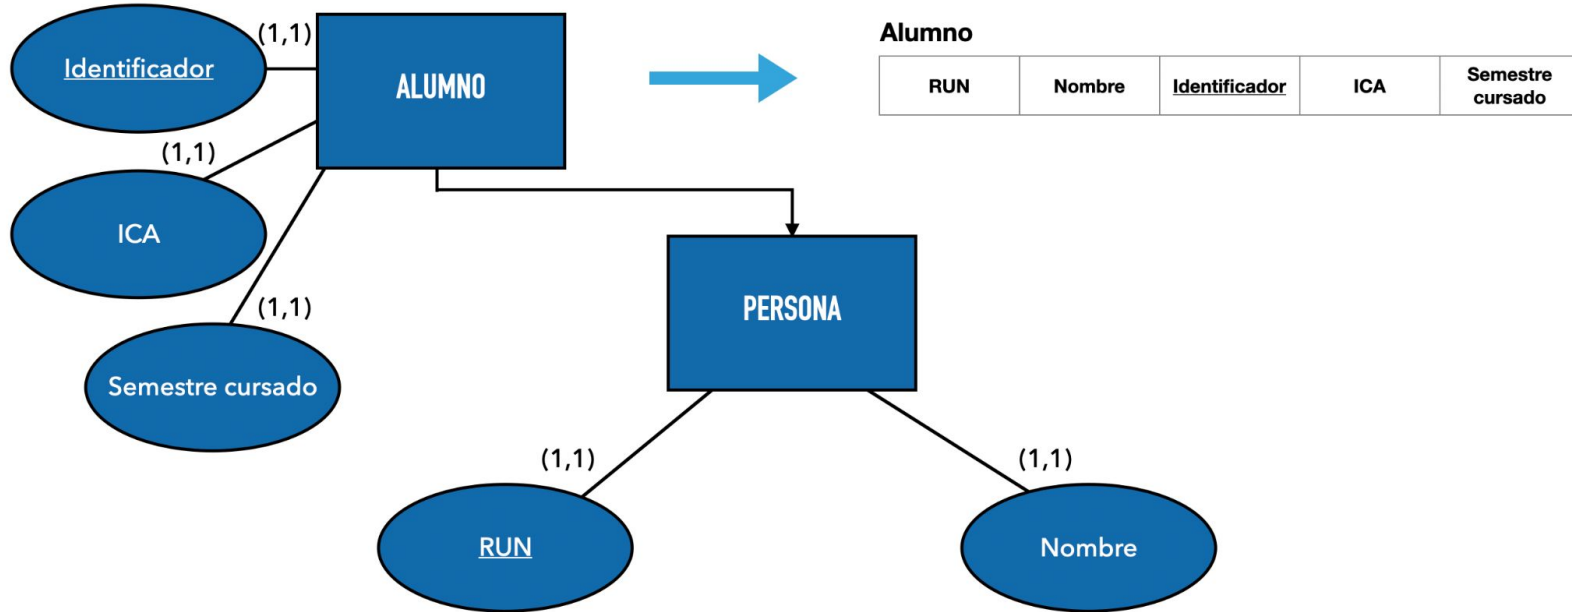 (1,1)
Identificador
ALUMNO
Alumno
RUN
Nombre
Identificador
ICA
Semestre
cursado
(1,1)
ICA
(1,1)
Semestre cursado
PERSONA
(1,1)
(1,1)
RUN
Nombre